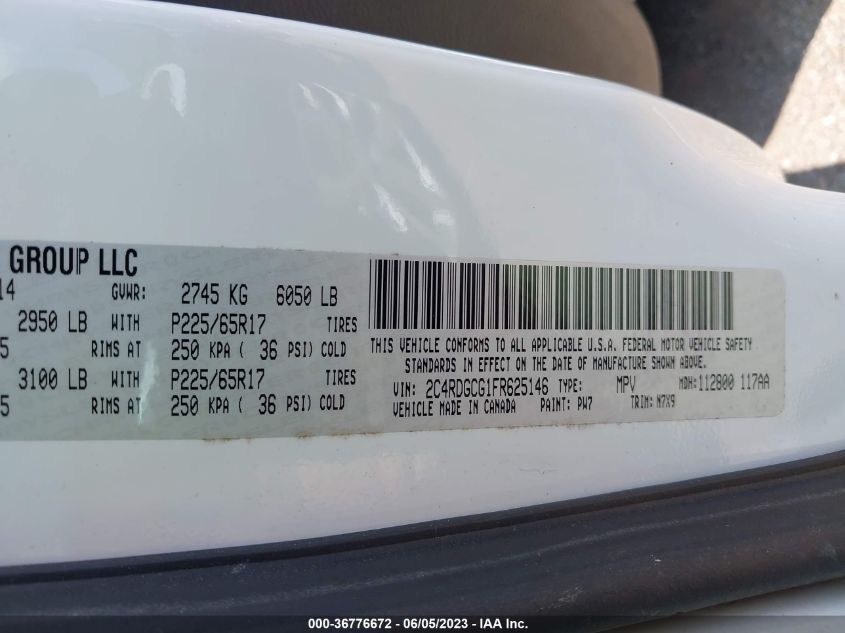 GROUP LLC
14 GVWR: 2745 KG 6050 LB
2950 LB WITH P225/65R17 TIRES
5 RIMS AT 250 KPA ( 36 PSI) COLD
3100 LB WITH P225/65R17 TIRES
5 RIMS AT 250 KPA ( 36 PSI) COLD
THIS VEHICLE CONFORMS TO ALL APPLICABLE U.S.A. FEDERAL MOTOR VEHICLE SAFETY
STANDARDS IN EFFECT ON THE DATE OF MANUFACTURE SHOWN ABOVE.
VIN: 2C4RDGCG1FR625146 TYPE: MPV MDH: 112800 117AA
VEHICLE MADE IN CANADA PAINT: PW7 TRIM: N7X9
000-36776672 - 06/05/2023 - IAA Inc.